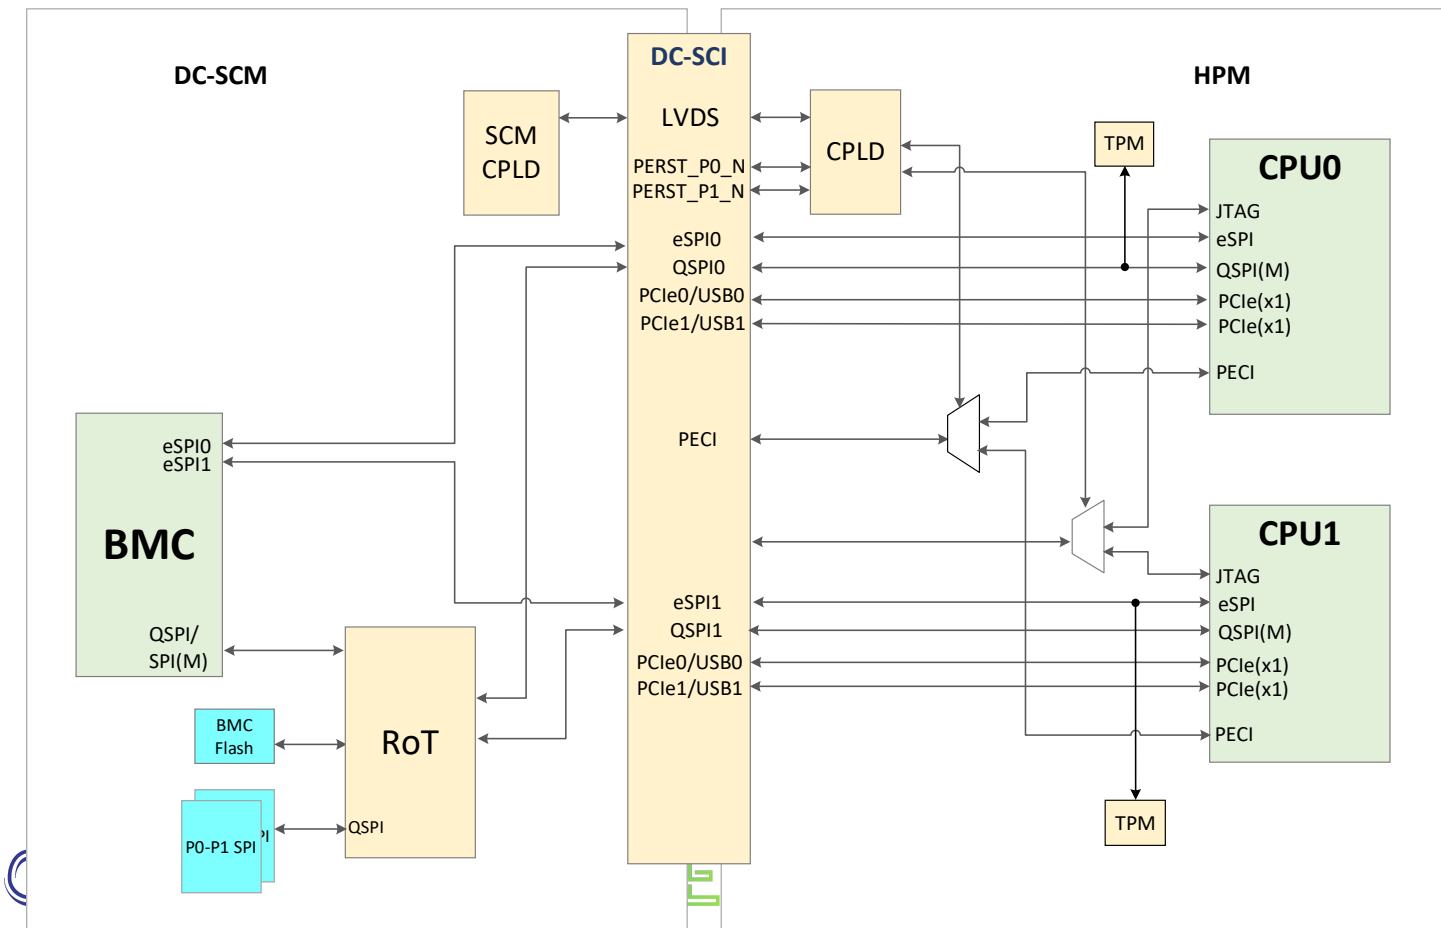 DC-SCM
DC-SCI
HPM
SCM
CPLD
LVDS
PERST_P0_N
PERST_P1_N
CPLD
TPM
CPU0
JTAG
eSPI
QSPI(M)
PCIe(x1)
PCIe(x1)
PECI
eSPI0
QSPI0
PCIe0/USB0
PCIe1/USB1
PECI
eSPI0
eSPI1
BMC
QSPI/
SPI(M)
eSPI1
QSPI1
PCIe0/USB0
PCIe1/USB1
CPU1
JTAG
eSPI
QSPI(M)
PCIe(x1)
PCIe(x1)
PECI
TPM
BMC
Flash
RoT
QSPI
P0-P1 SPI